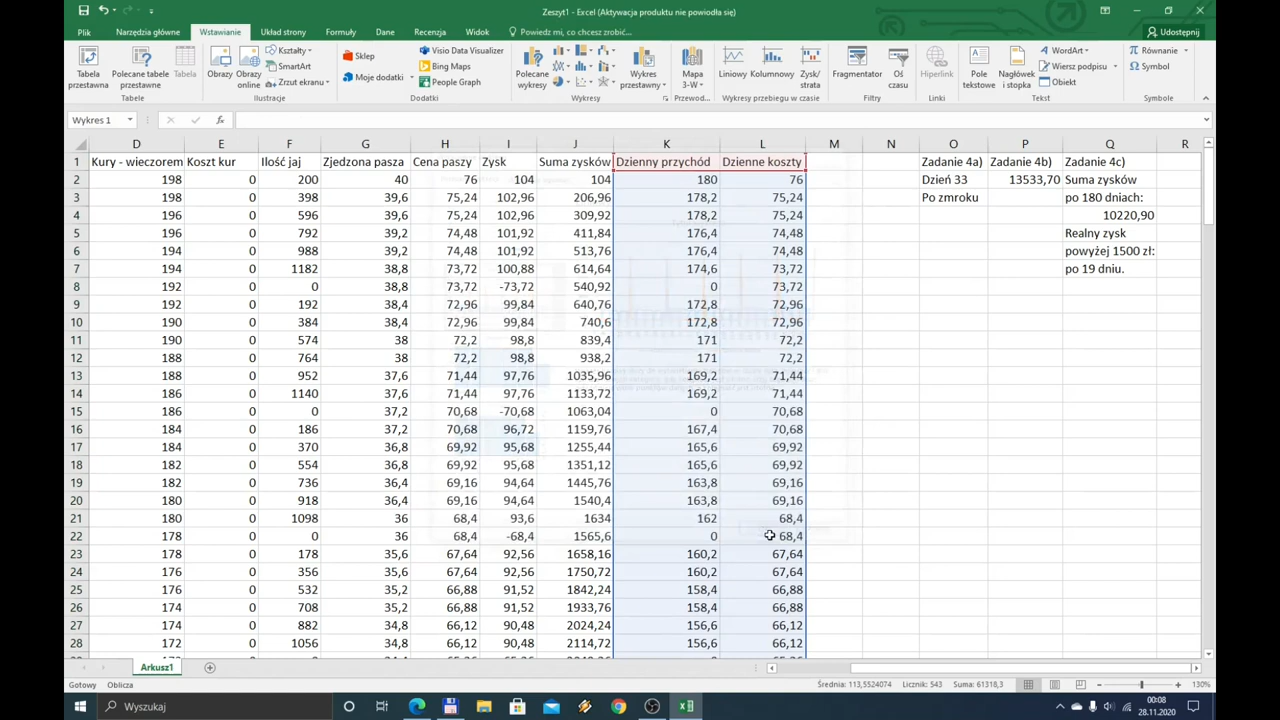 Zeszyt1 - Excel (Aktywacja produktu nie powiodła się)
Plik Narzędzia główne Wstawianie Układ strony Formuły Dane Recenzja Widok Powiedz mi, co chcesz zrobić... Udostępnij
Tabela przestawna Polecane tabele przestawne Tabela Obrazy Obrazy online Kształty SmartArt Zrzut ekranu Sklep Moje dodatki Visio Data Visualizer Bing Maps People Graph Polecane wykresy Wykres przestawny Mapa 3-W Liniowy Kolumnowy Zysk/strata Fragmentator Oś czasu Hiperlink Pole tekstowe Nagłówek i stopka WordArt Wiersz podpisu Obiekt Równanie Symbol
Tabele Ilustracje Dodatki Wykresy Przewod... Wykresy przebiegu w czasie Filtry Linki Tekst Symbole
Wykres 1
D E F G H I J K L M N O P Q R
1 Kury - wieczorem Koszt kur Ilość jaj Zjedzona pasza Cena paszy Zysk Suma zysków Dzienny przychód Dzienne koszty Zadanie 4a) Zadanie 4b) Zadanie 4c)
2 198 0 200 40 76 104 104 180 76 Dzień 33 13533,70 Suma zysków
3 198 0 398 39,6 75,24 102,96 206,96 178,2 75,24 Po zmroku po 180 dniach:
4 196 0 596 39,6 75,24 102,96 309,92 178,2 75,24 10220,90
5 196 0 792 39,2 74,48 101,92 411,84 176,4 74,48 Realny zysk
6 194 0 988 39,2 74,48 101,92 513,76 176,4 74,48 powyżej 1500 zł:
7 194 0 1182 38,8 73,72 100,88 614,64 174,6 73,72 po 19 dniu.
8 192 0 0 38,8 73,72 -73,72 540,92 0 73,72
9 192 0 192 38,4 72,96 99,84 640,76 172,8 72,96
10 190 0 384 38,4 72,96 99,84 740,6 172,8 72,96
11 190 0 574 38 72,2 98,8 839,4 171 72,2
12 188 0 764 38 72,2 98,8 938,2 171 72,2
13 188 0 952 37,6 71,44 97,76 1035,96 169,2 71,44
14 186 0 1140 37,6 71,44 97,76 1133,72 169,2 71,44
15 186 0 0 37,2 70,68 -70,68 1063,04 0 70,68
16 184 0 186 37,2 70,68 96,72 1159,76 167,4 70,68
17 184 0 370 36,8 69,92 95,68 1255,44 165,6 69,92
18 182 0 554 36,8 69,92 95,68 1351,12 165,6 69,92
19 182 0 736 36,4 69,16 94,64 1445,76 163,8 69,16
20 180 0 918 36,4 69,16 94,64 1540,4 163,8 69,16
21 180 0 1098 36 68,4 93,6 1634 162 68,4
22 178 0 0 36 68,4 -68,4 1565,6 0 68,4
23 178 0 178 35,6 67,64 92,56 1658,16 160,2 67,64
24 176 0 356 35,6 67,64 92,56 1750,72 160,2 67,64
25 176 0 532 35,2 66,88 91,52 1842,24 158,4 66,88
26 174 0 708 35,2 66,88 91,52 1933,76 158,4 66,88
27 174 0 882 34,8 66,12 90,48 2024,24 156,6 66,12
28 172 0 1056 34,8 66,12 90,48 2114,72 156,6 66,12
Arkusz1
Gotowy Oblicza Średnia: 113,5524074 Licznik: 543 Suma: 61318,3 130%
Wyszukaj 00:08
28.11.2020